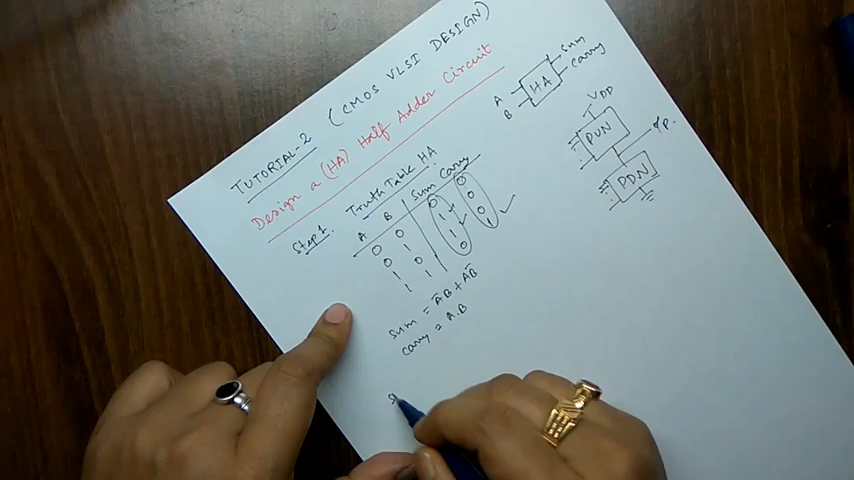 TUTORIAL-2 (CMOS VLSI DESIGN)
Design a (HA) Half Adder Circuit
Step 1. Truth Table HA
A B Sum Carry
0 0 0 0
0 1 1 0
1 0 1 0
1 1 0 1
sum = A̅B + AB̅
carry = A.B
A
B
HA
sum
carry
VDD
PUN
o/p.
PDN